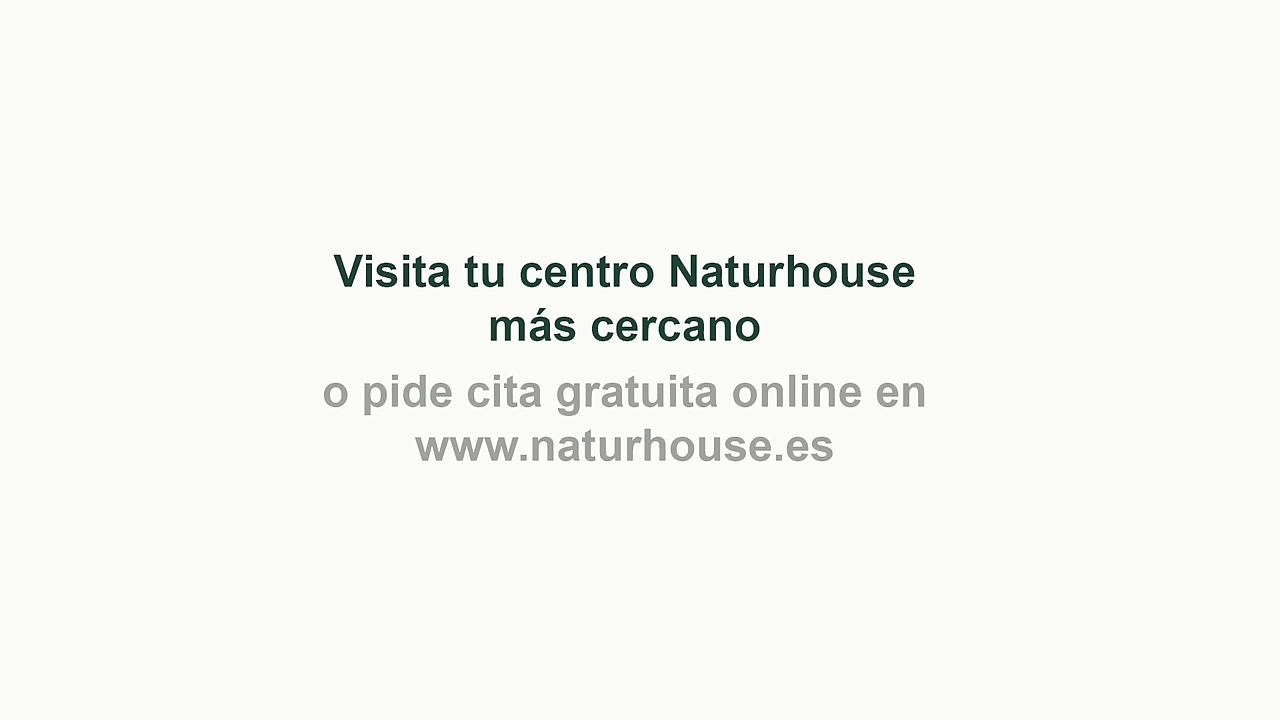 Visita tu centro Naturhouse
más cercano
o pide cita gratuita online en
www.naturhouse.es